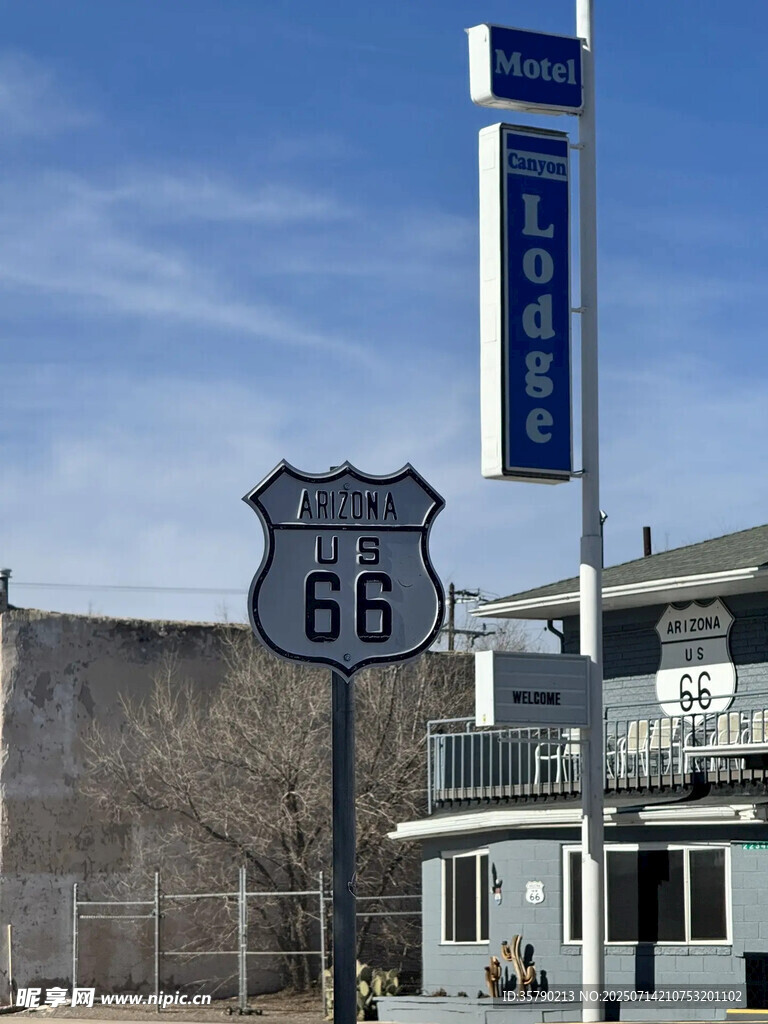 Motel
Canyon
Lodge
ARIZONA
US
66
ARIZONA
US
66
WELCOME
66
昵享网 www.nipic.cn
ID:35790213 NO:20250714210753201102